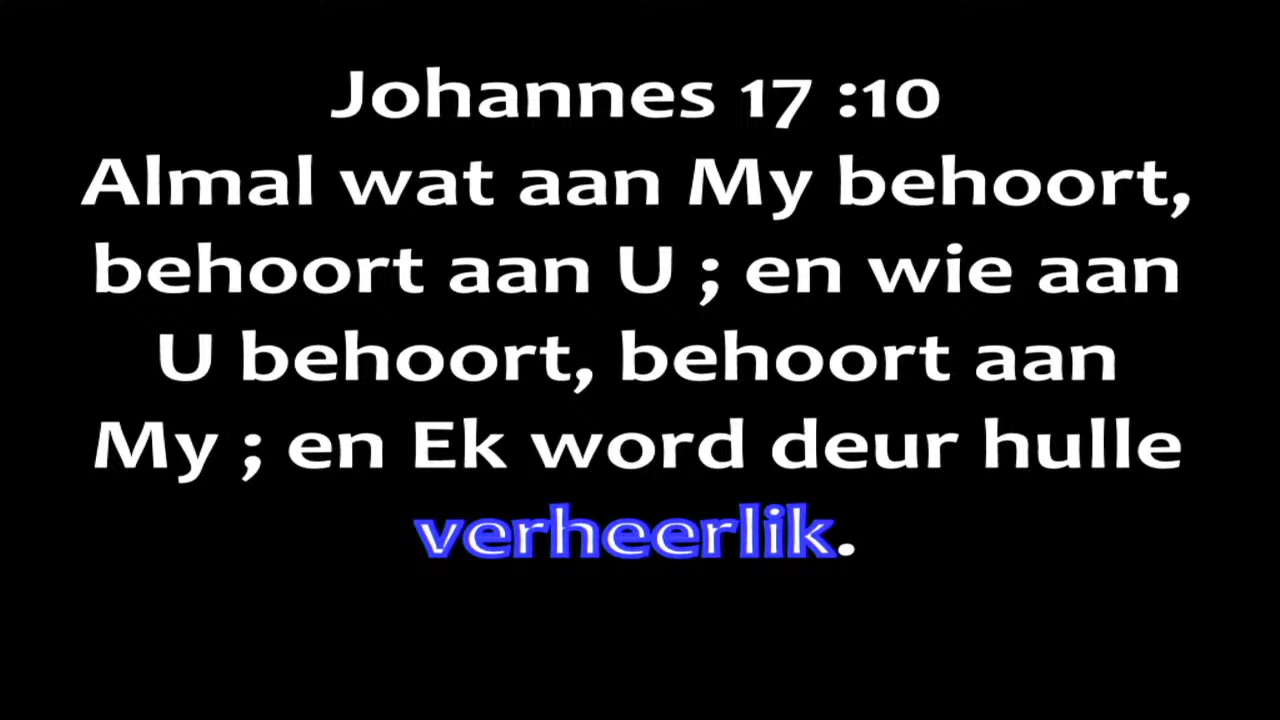 Johannes 17 :10
Almal wat aan My behoort,
behoort aan U ; en wie aan
U behoort, behoort aan
My ; en Ek word deur hulle
verheerlik.